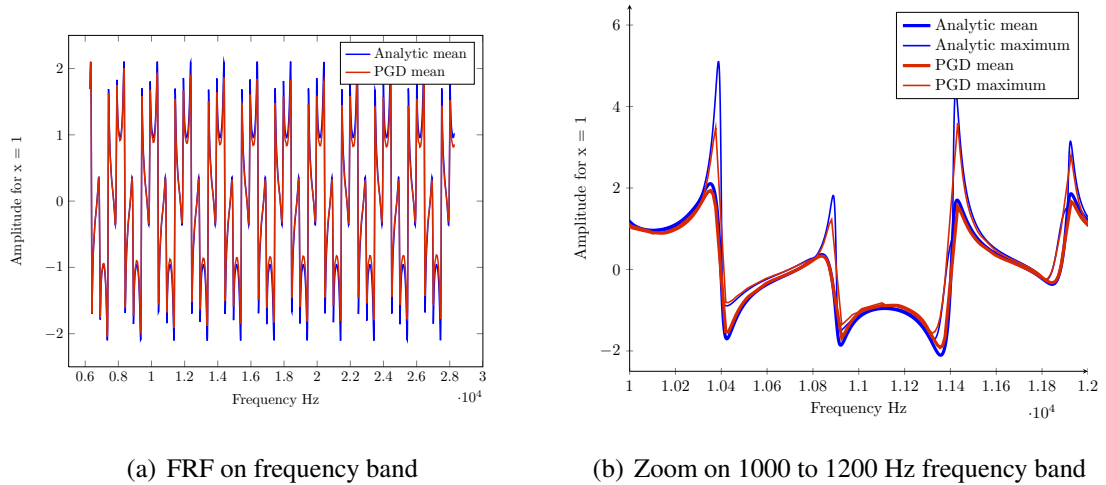 2
1
0
−1
−2
Amplitude for x = 1
Analytic mean
PGD mean
0.6 0.8 1 1.2 1.4 1.6 1.8 2 2.2 2.4 2.6 2.8 3
Frequency Hz
·10⁴
(a) FRF on frequency band
6
4
2
0
−2
Amplitude for x = 1
Analytic mean
Analytic maximum
PGD mean
PGD maximum
1 1.02 1.04 1.06 1.08 1.1 1.12 1.14 1.16 1.18 1.2
Frequency Hz
·10⁴
(b) Zoom on 1000 to 1200 Hz frequency band